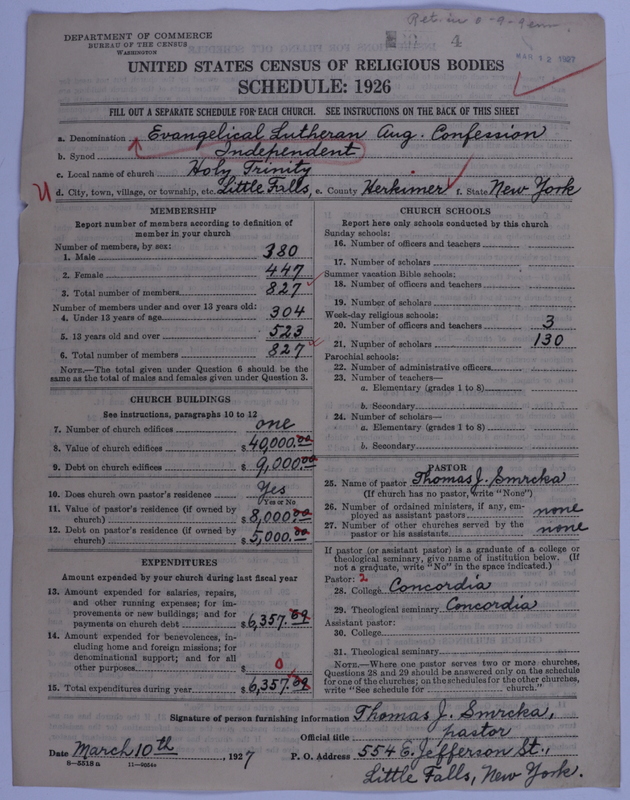 Ret. in
4
MAR 12 1927
DEPARTMENT OF COMMERCE
BUREAU OF THE CENSUS
WASHINGTON
UNITED STATES CENSUS OF RELIGIOUS BODIES
SCHEDULE: 1926
FILL OUT A SEPARATE SCHEDULE FOR EACH CHURCH. SEE INSTRUCTIONS ON THE BACK OF THIS SHEET
a. Denomination Evangelical Lutheran Aug. Confession
b. Synod Independent
c. Local name of church Holy Trinity
d. City, town, village, or township, etc. Little Falls, e. County Herkimer f. State New York
MEMBERSHIP
Report number of members according to definition of
member in your church
Number of members, by sex:
1. Male 380
2. Female 447
3. Total number of members 827
Number of members under and over 13 years old:
4. Under 13 years of age 304
5. 13 years old and over 523
6. Total number of members 827
NOTE.—The total given under Question 6 should be
same as the total of males and females given under Question 3.
CHURCH BUILDINGS
See instructions, paragraphs 10 to 12
7. Number of church edifices one
8. Value of church edifices $ 40,000.00
9. Debt on church edifices $ 9,000.00
10. Does church own pastor's residence Yes
Yes or No
11. Value of pastor's residence (if owned by
church) $ 8,000.00
12. Debt on pastor's residence (if owned by
church) $ 5,000.00
EXPENDITURES
Amount expended by your church during last fiscal year
13. Amount expended for salaries, repairs,
and other running expenses; for im-
provements or new buildings; and for
payments on church debt $ 6,357.
14. Amount expended for benevolences, in-
cluding home and foreign missions; for
denominational support; and for all
other purposes $ 0
15. Total expenditures during year $ 6,357.
CHURCH SCHOOLS
Report here only schools conducted by this church
Sunday schools:
16. Number of officers and teachers
17. Number of scholars
Summer vacation Bible schools:
18. Number of officers and teachers
19. Number of scholars
Week-day religious schools:
20. Number of officers and teachers 3
21. Number of scholars 130
Parochial schools:
22. Number of administrative officers
23. Number of teachers—
a. Elementary (grades 1 to 8)
b. Secondary
24. Number of scholars—
a. Elementary (grades 1 to 8)
b. Secondary
PASTOR
25. Name of pastor Thomas J. Smrcka
(If church has no pastor, write "None")
26. Number of ordained ministers, if any, em-
ployed as assistant pastors none
27. Number of other churches served by the
pastor or his assistants none
If pastor (or assistant pastor) is a graduate of a college or
theological seminary, give name of institution below. (If
not a graduate, write "No" in the space indicated.)
Pastor: 2
28. College Concordia
29. Theological seminary Concordia
Assistant pastor:
30. College
31. Theological seminary
NOTE.—Where one pastor serves two or more churches,
Questions 28 and 29 should be answered only on the schedule
for one of the churches; on the schedules for the other churches,
write "See schedule for church."
Signature of person furnishing information Thomas J. Smrcka,
Official title pastor
Date March 10th, 1927 P. O. Address 554 E. Jefferson St.,
8-5518 a 11-9054
Little Falls, New York.